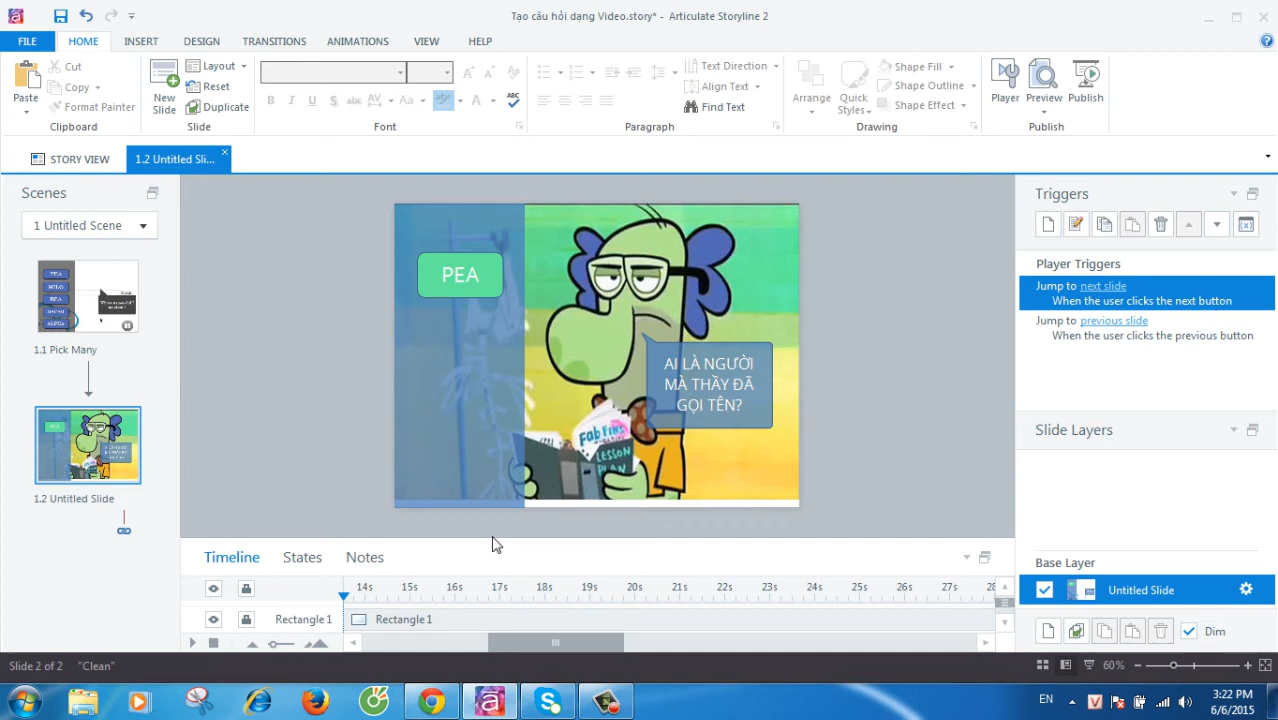 Tạo câu hỏi dạng Video.story* - Articulate Storyline 2
FILE
HOME
INSERT
DESIGN
TRANSITIONS
ANIMATIONS
VIEW
HELP
Paste
Cut
Copy
Format Painter
Clipboard
New Slide
Layout
Reset
Duplicate
Slide
Font
Text Direction
Align Text
Find Text
Paragraph
Arrange
Quick Styles
Shape Fill
Shape Outline
Shape Effect
Drawing
Player
Preview
Publish
Publish
STORY VIEW
1.2 Untitled Sli...
Scenes
1 Untitled Scene
PEA
ALPHA
1.1 Pick Many
1.2 Untitled Slide
PEA
AI LÀ NGƯỜI
MÀ THẦY ĐÃ
GỌI TÊN?
Fab Fins
LESSON
PLAN
Triggers
Player Triggers
Jump to next slide
When the user clicks the next button
Jump to previous slide
When the user clicks the previous button
Slide Layers
Base Layer
Untitled Slide
Dim
Timeline
States
Notes
14s 15s 16s 17s 18s 19s 20s 21s 22s 23s 24s 25s 26s 27s 28
Rectangle 1
Rectangle 1
Slide 2 of 2
"Clean"
60%
EN
3:22 PM
6/6/2015